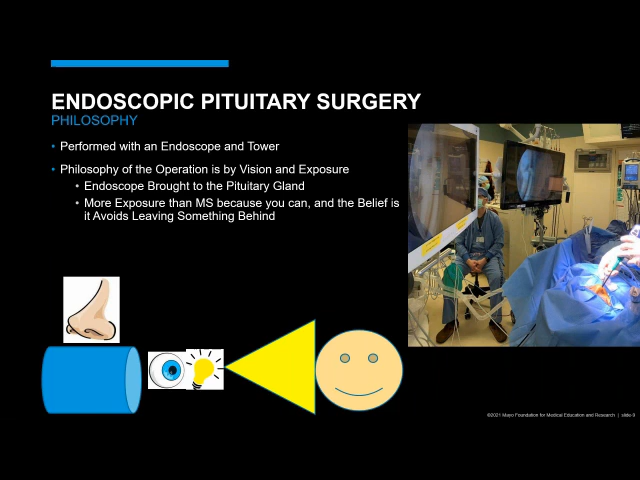 ENDOSCOPIC PITUITARY SURGERY
PHILOSOPHY
• Performed with an Endoscope and Tower
• Philosophy of the Operation is by Vision and Exposure
• Endoscope Brought to the Pituitary Gland
• More Exposure than MS because you can, and the Belief is
it Avoids Leaving Something Behind
©2021 Mayo Foundation for Medical Education and Research | slide-9